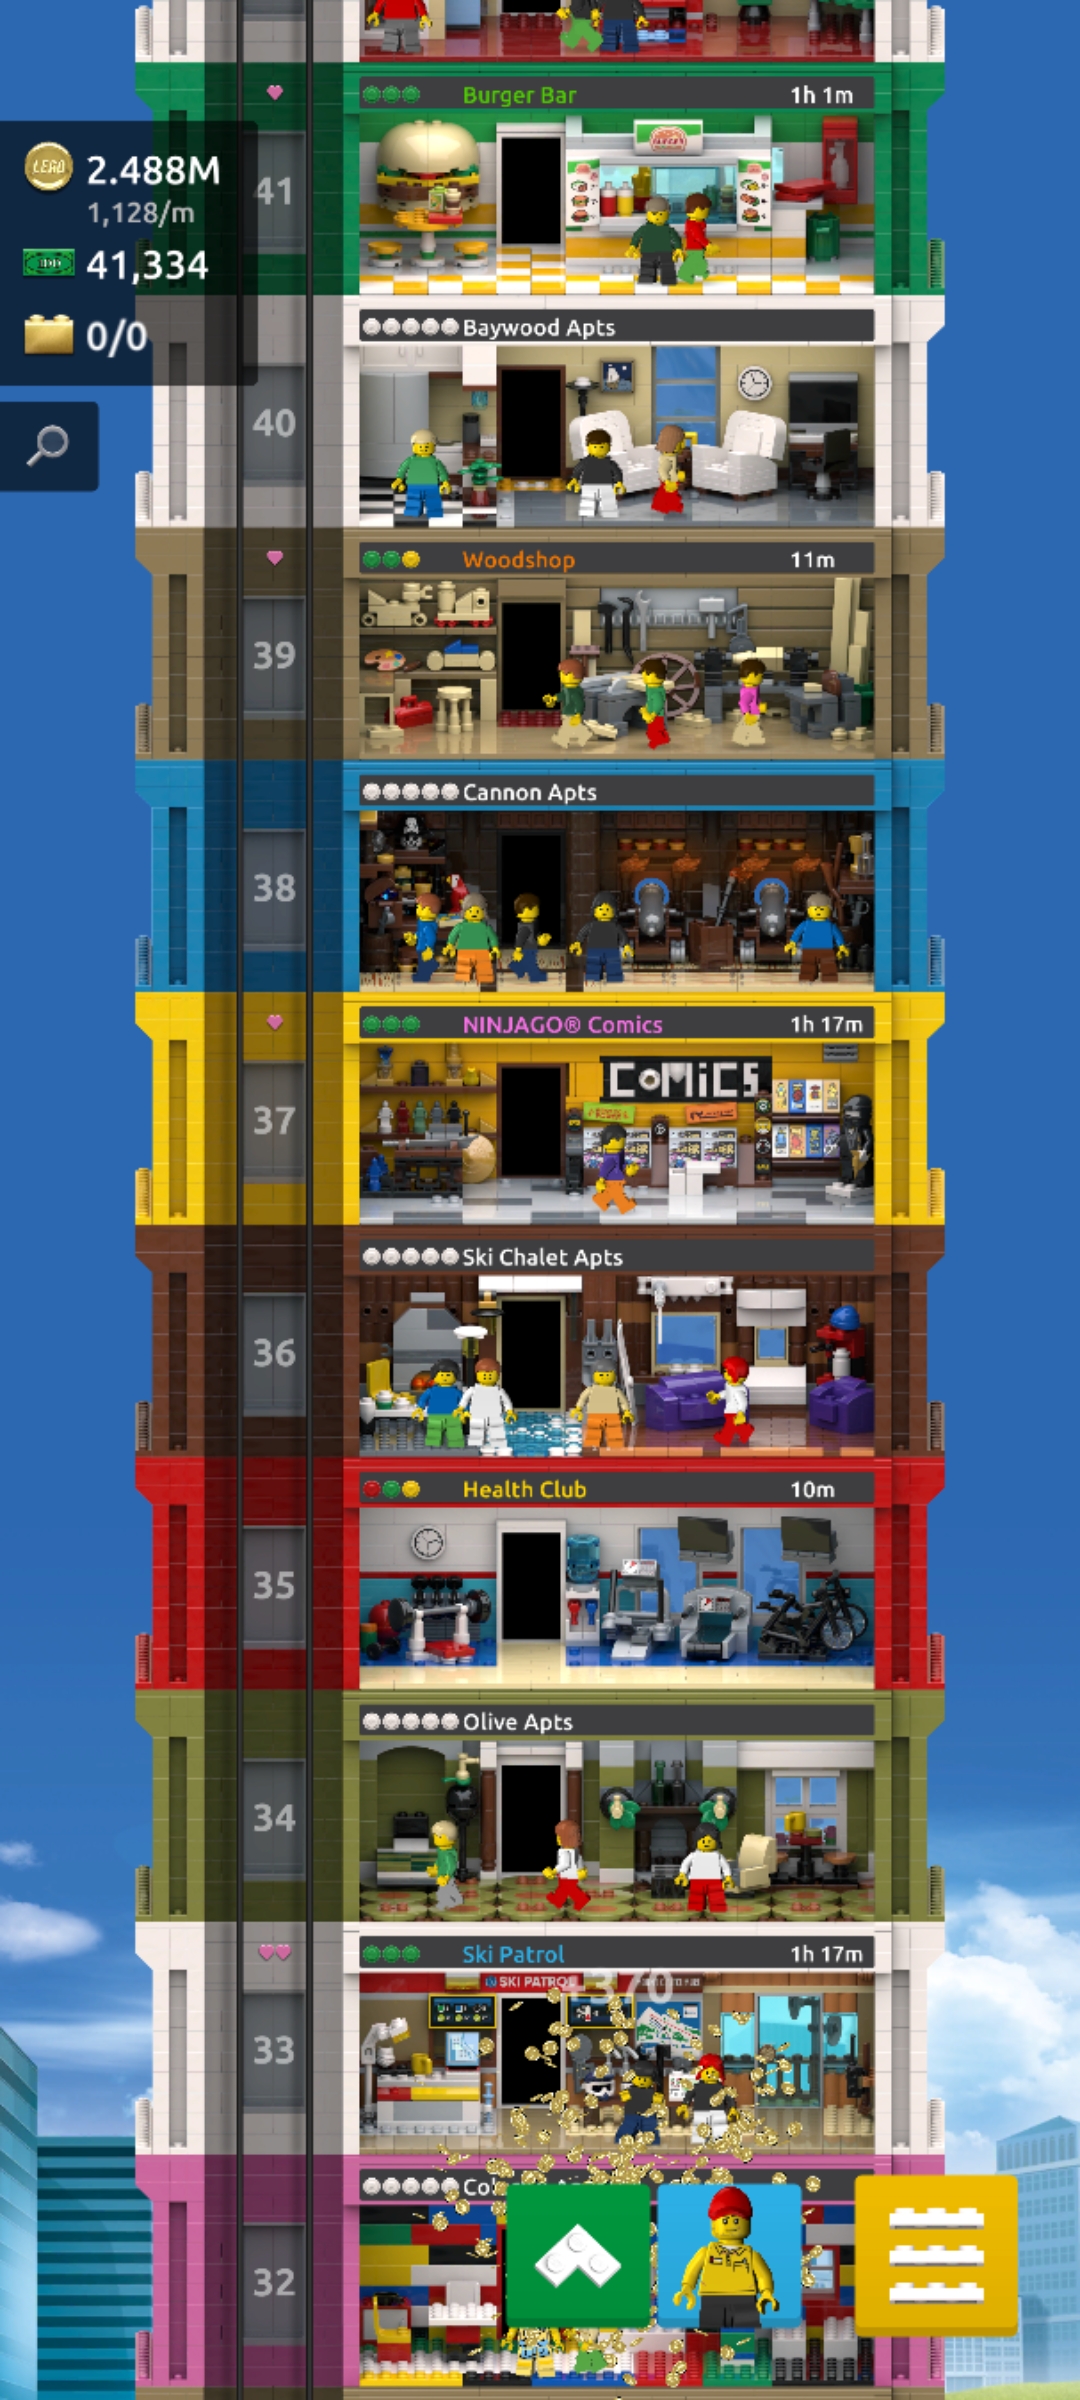 Burger Bar 1h 1m
41
LEGO 2.488M
1,128/m
41,334
0/0
Baywood Apts
40
Woodshop 11m
39
Cannon Apts
38
NINJAGO® Comics 1h 17m
COMiCS
37
Ski Chalet Apts
36
Health Club 10m
35
Olive Apts
34
Ski Patrol 1h 17m
SKI PATROL
+370
33
32